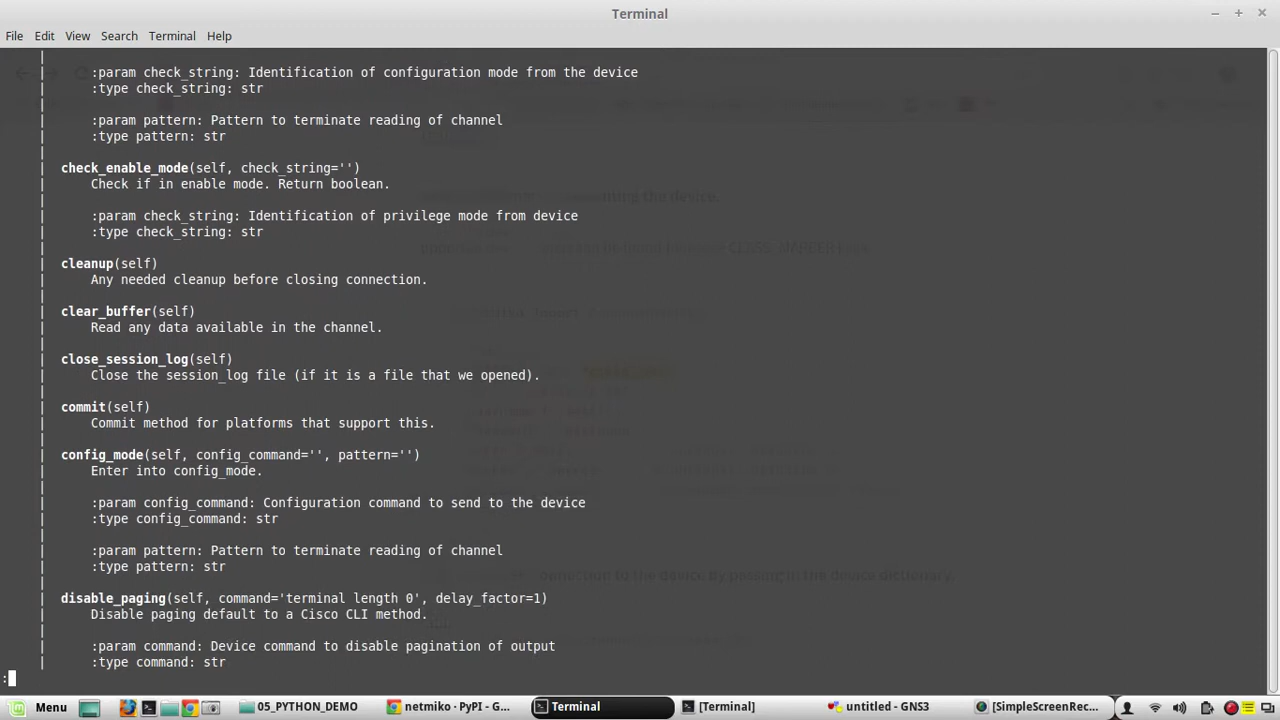 Terminal
File Edit View Search Terminal Help
|
| :param check_string: Identification of configuration mode from the device
| :type check_string: str
|
| :param pattern: Pattern to terminate reading of channel
| :type pattern: str
|
| check_enable_mode(self, check_string='')
| Check if in enable mode. Return boolean.
|
| :param check_string: Identification of privilege mode from device
| :type check_string: str
|
| cleanup(self)
| Any needed cleanup before closing connection.
|
| clear_buffer(self)
| Read any data available in the channel.
|
| close_session_log(self)
| Close the session_log file (if it is a file that we opened).
|
| commit(self)
| Commit method for platforms that support this.
|
| config_mode(self, config_command='', pattern='')
| Enter into config_mode.
|
| :param config_command: Configuration command to send to the device
| :type config_command: str
|
| :param pattern: Pattern to terminate reading of channel
| :type pattern: str
|
| disable_paging(self, command='terminal length 0', delay_factor=1)
| Disable paging default to a Cisco CLI method.
|
| :param command: Device command to disable pagination of output
| :type command: str
:
Menu 05_PYTHON_DEMO netmiko · PyPI - G... Terminal [Terminal] untitled - GNS3 [SimpleScreenRec...